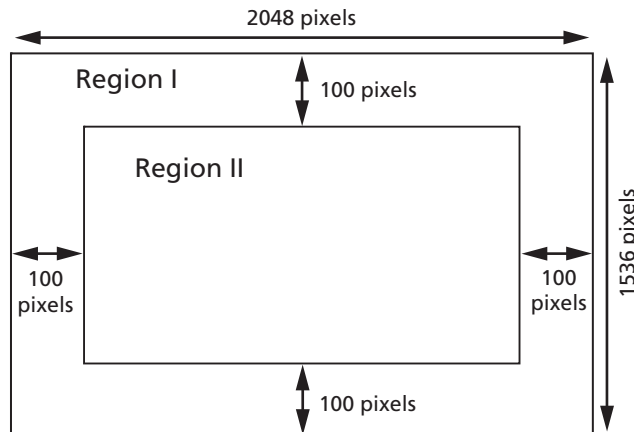 2048 pixels
Region I
100 pixels
Region II
1536 pixels
100
pixels
100
pixels
100 pixels